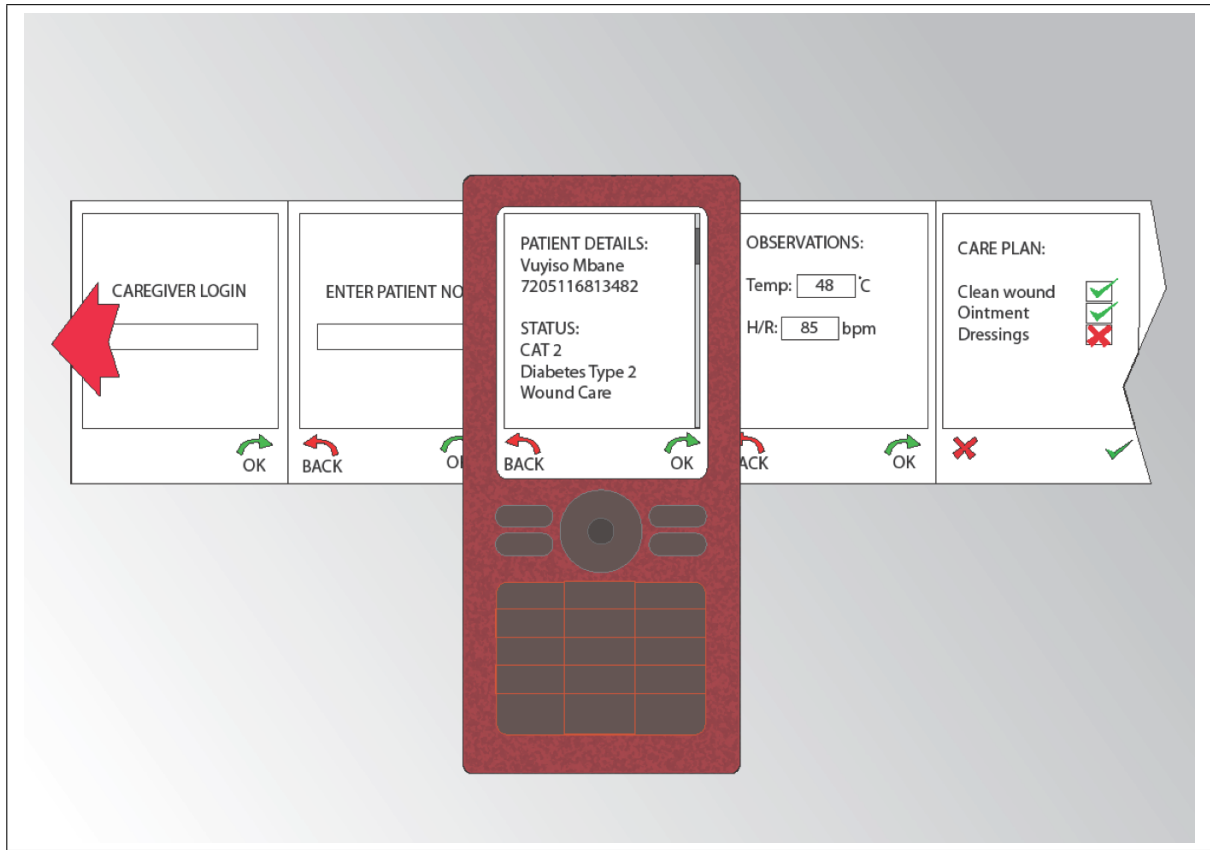 CAREGIVER LOGIN
OK
ENTER PATIENT NO
BACK
PATIENT DETAILS:
Vuyiso Mbane
7205116813482
STATUS:
CAT 2
Diabetes Type 2
Wound Care
BACK
OK
OBSERVATIONS:
Temp: 48 °C
H/R: 85 bpm
OK
CARE PLAN:
Clean wound
Ointment
Dressings